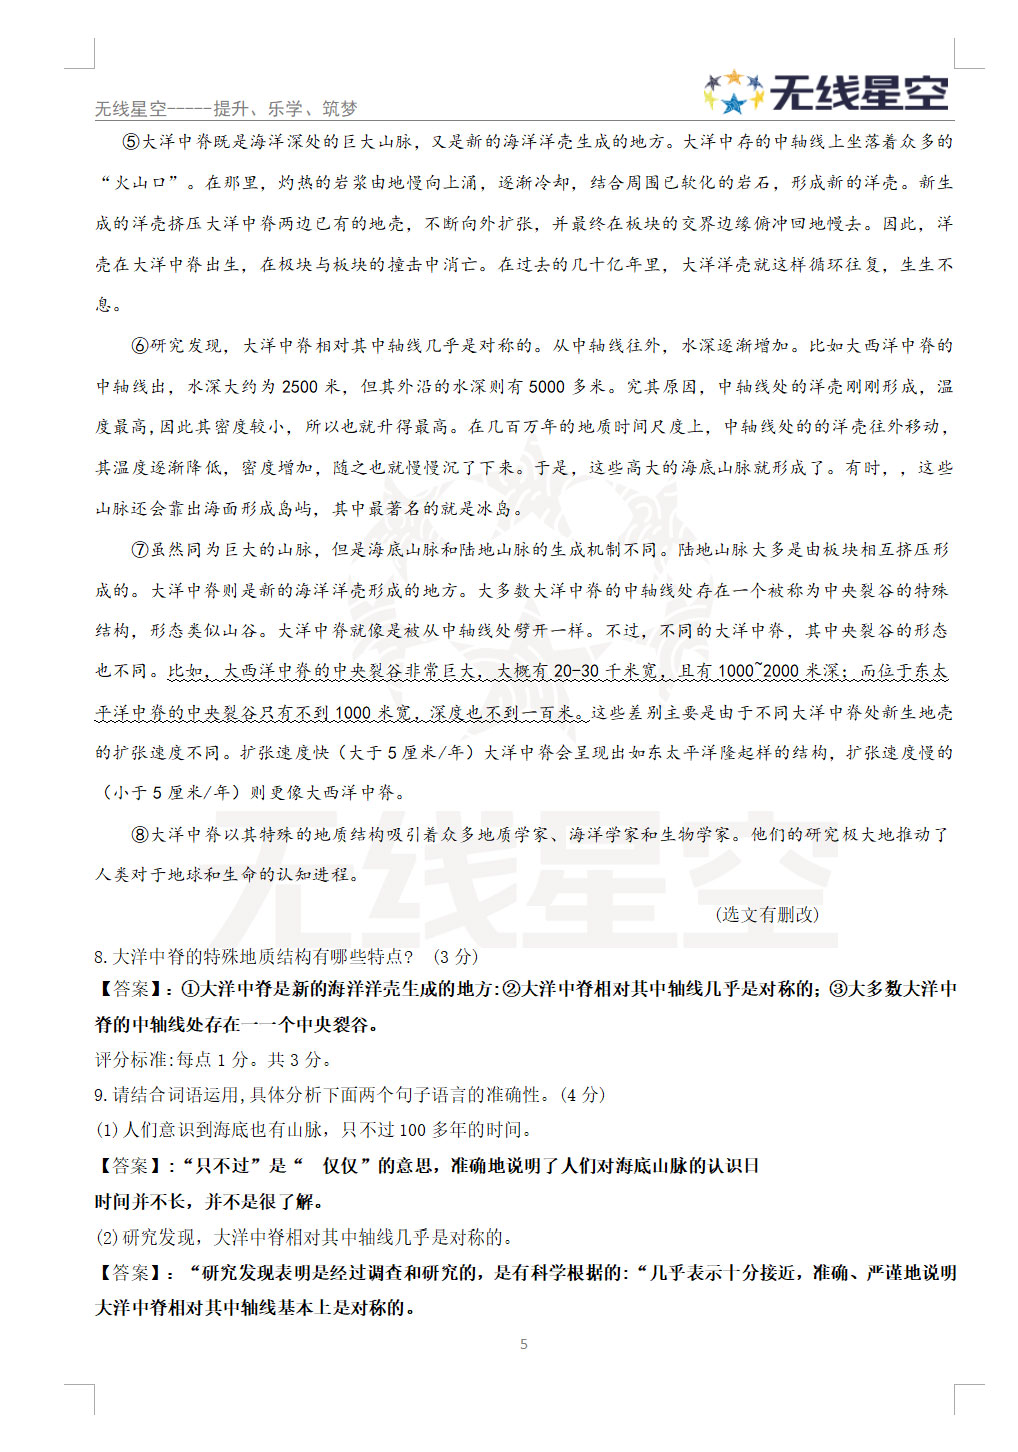 无线星空-----提升、乐学、筑梦
无线星空
⑤大洋中脊既是海洋深处的巨大山脉，又是新的海洋洋壳生成的地方。大洋中存的中轴线上坐落着众多的
“火山口”。在那里，灼热的岩浆由地慢向上涌，逐渐冷却，结合周围已软化的岩石，形成新的洋壳。新生
成的洋壳挤压大洋中脊两边已有的地壳，不断向外扩张，并最终在板块的交界边缘俯冲回地慢去。因此，洋
壳在大洋中脊出生，在极块与板块的撞击中消亡。在过去的几十亿年里，大洋洋壳就这样循环往复，生生不
息。
⑥研究发现，大洋中脊相对其中轴线几乎是对称的。从中轴线往外，水深逐渐增加。比如大西洋中脊的
中轴线出，水深大约为 2500 米，但其外沿的水深则有 5000 多米。究其原因，中轴线处的洋壳刚刚形成，温
度最高,因此其密度较小，所以也就升得最高。在几百万年的地质时间尺度上，中轴线处的的洋壳往外移动，
其温度逐渐降低，密度增加，随之也就慢慢沉了下来。于是，这些高大的海底山脉就形成了。有时，，这些
山脉还会靠出海而形成岛屿，其中最著名的就是冰岛。
⑦虽然同为巨大的山脉，但是海底山脉和陆地山脉的生成机制不同。陆地山脉大多是由板块相互挤压形
成的。大洋中脊则是新的海洋洋壳形成的地方。大多数大洋中脊的中轴线处存在一个被称为中央裂谷的特殊
结构，形态类似山谷。大洋中脊就像是被从中轴线处劈开一样。不过，不同的大洋中脊，其中央裂谷的形态
也不同。比如，大西洋中脊的中央裂谷非常巨大，大概有 20-30 千米宽，且有 1000~2000 米深；而位于东太
平洋中脊的中央裂谷只有不到 1000 米宽，深度也不到一百米。这些差别主要是由于不同大洋中脊处新生地壳
的扩张速度不同。扩张速度快（大于 5 厘米/年）大洋中脊会呈现出如东太平洋隆起样的结构，扩张速度慢的
（小于 5 厘米/年）则更像大西洋中脊。
⑧大洋中脊以其特殊的地质结构吸引着众多地质学家、海洋学家和生物学家。他们的研究极大地推动了
人类对于地球和生命的认知进程。
(选文有删改)
8.大洋中脊的特殊地质结构有哪些特点？ (3 分)
【答案】：①大洋中脊是新的海洋洋壳生成的地方:②大洋中脊相对其中轴线几乎是对称的；③大多数大洋中
脊的中轴线处存在一一个中央裂谷。
评分标准:每点 1 分。共 3 分。
9.请结合词语运用,具体分析下面两个句子语言的准确性。(4 分)
(1)人们意识到海底也有山脉，只不过 100 多年的时间。
【答案】:“只不过”是“ 仅仅”的意思，准确地说明了人们对海底山脉的认识日
时间并不长，并不是很了解。
(2)研究发现，大洋中脊相对其中轴线几乎是对称的。
【答案】：“研究发现表明是经过调查和研究的，是有科学根据的:“几乎表示十分接近，准确、严谨地说明
大洋中脊相对其中轴线基本上是对称的。
5
无线星空